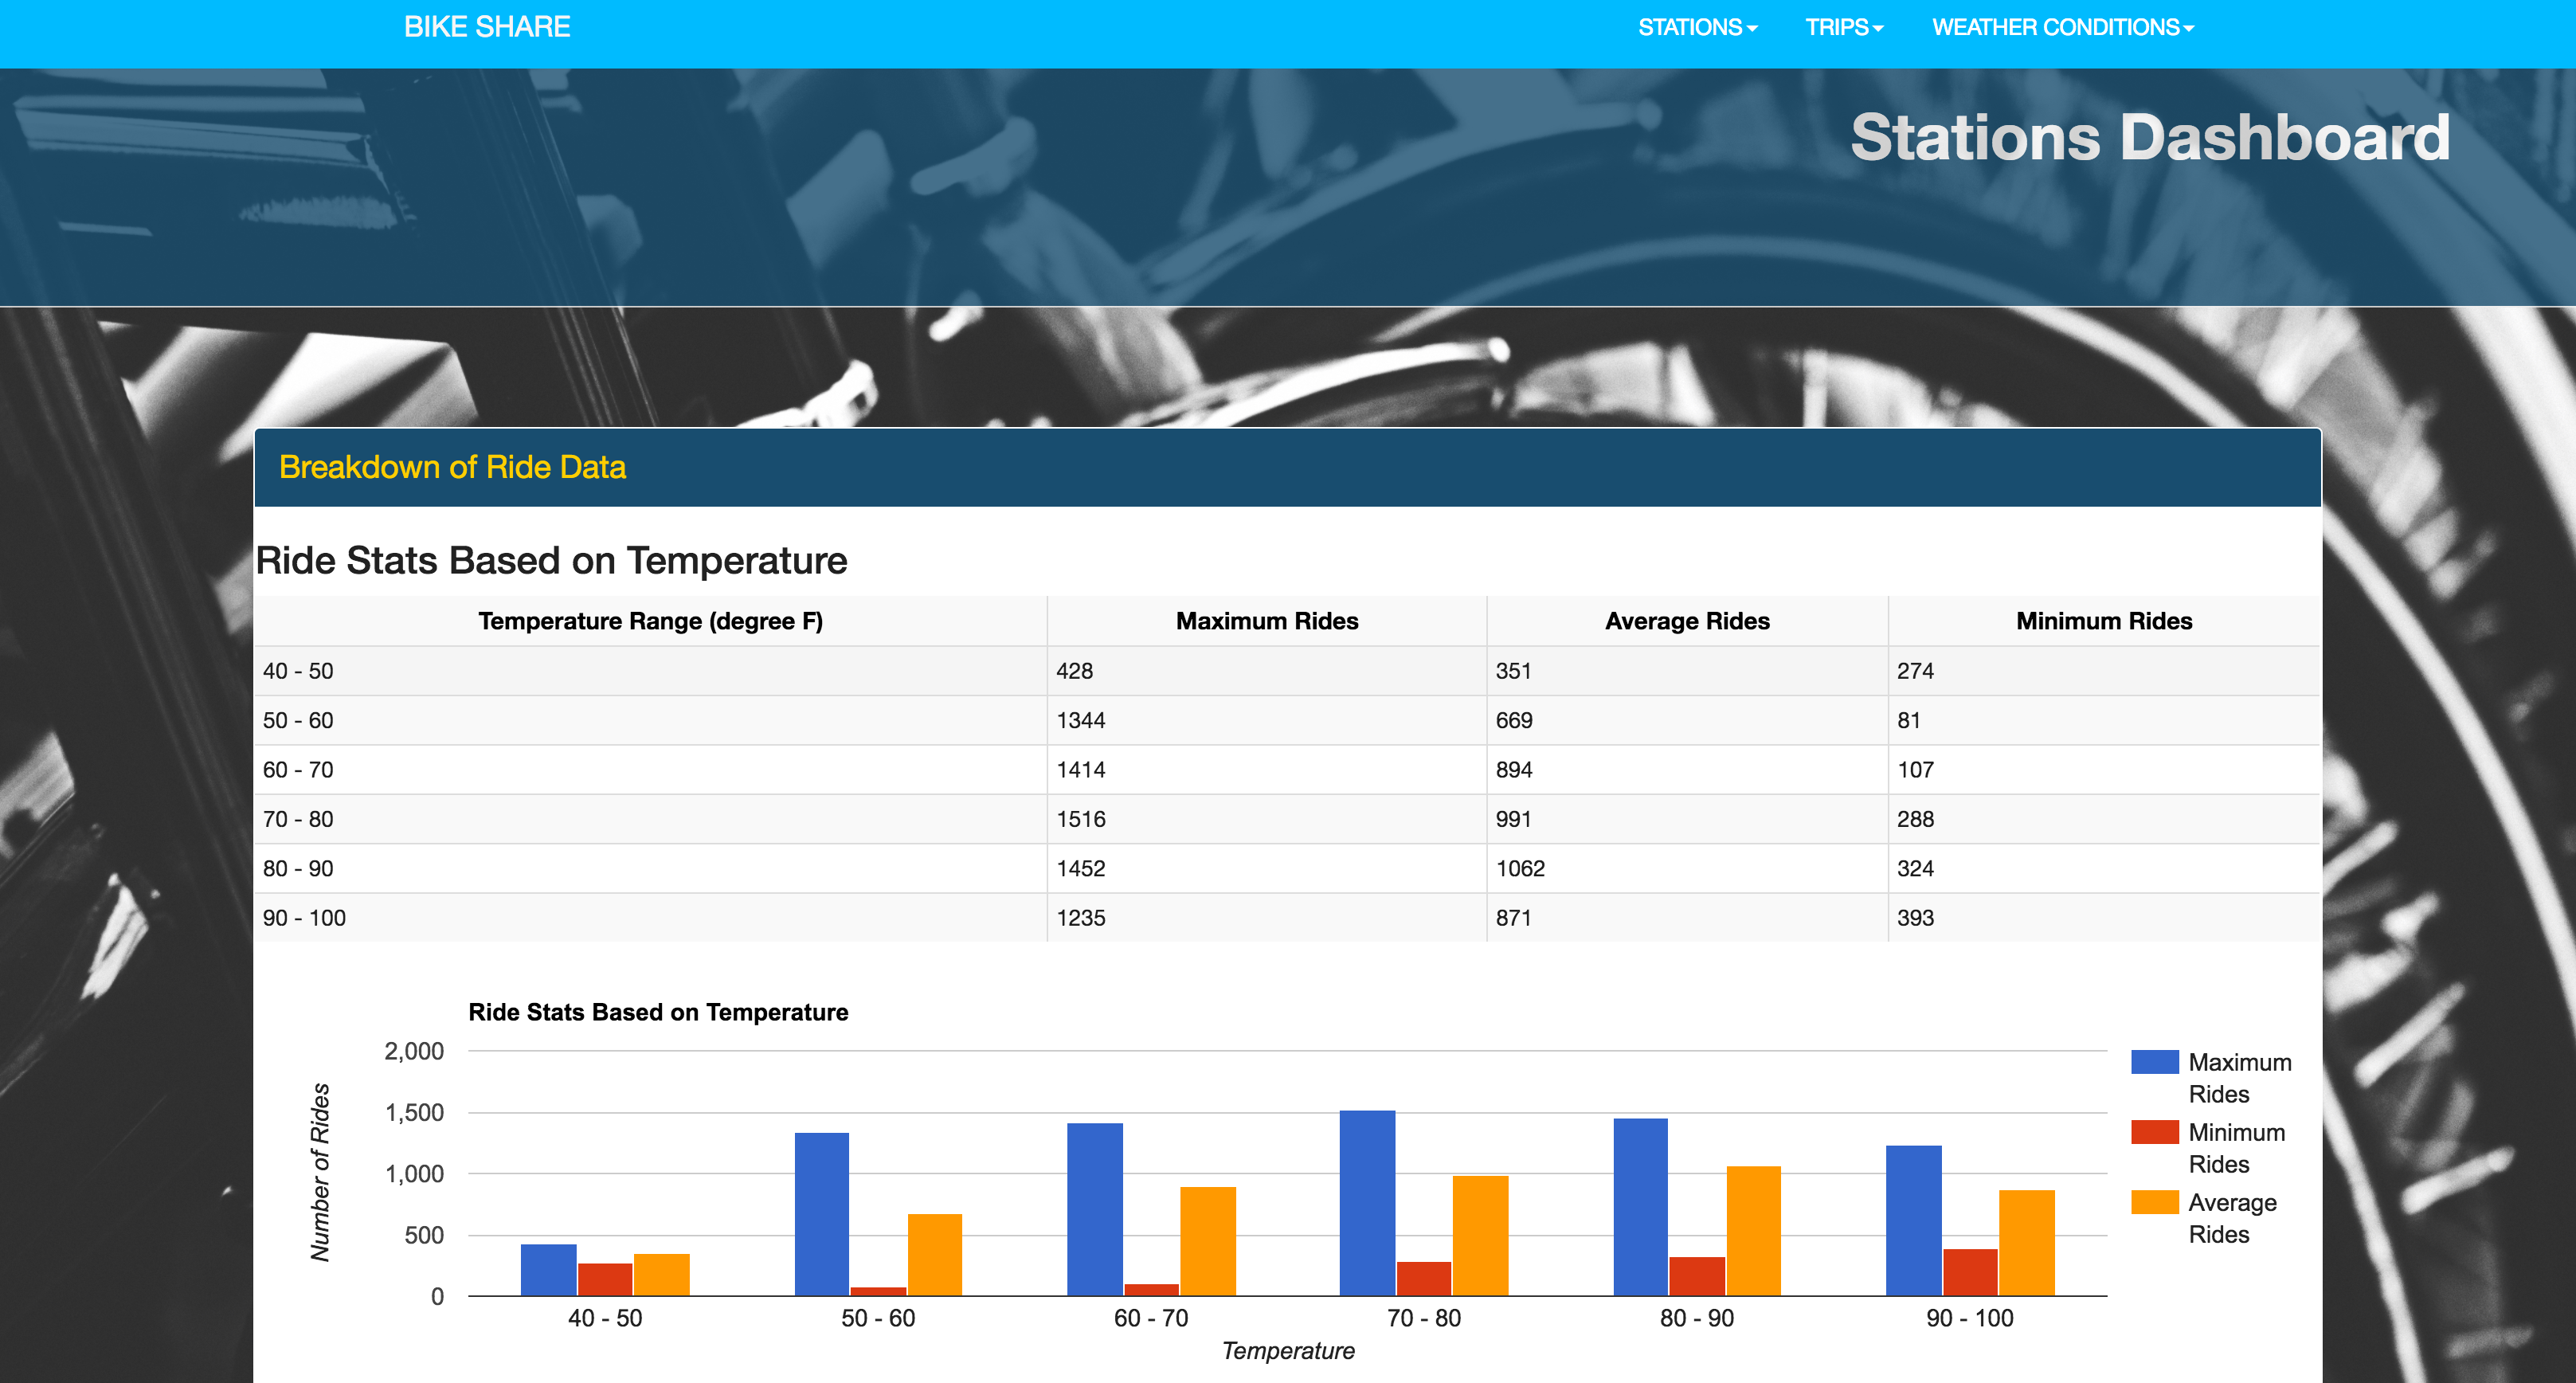 BIKE SHARE
STATIONS TRIPS WEATHER CONDITIONS
Stations Dashboard
Breakdown of Ride Data
Ride Stats Based on Temperature
Temperature Range (degree F) Maximum Rides Average Rides Minimum Rides
40 - 50 428 351 274
50 - 60 1344 669 81
60 - 70 1414 894 107
70 - 80 1516 991 288
80 - 90 1452 1062 324
90 - 100 1235 871 393
Ride Stats Based on Temperature
2,000
1,500
1,000
500
0
Number of Rides
40 - 50 50 - 60 60 - 70 70 - 80 80 - 90 90 - 100
Temperature
Maximum
Rides
Minimum
Rides
Average
Rides